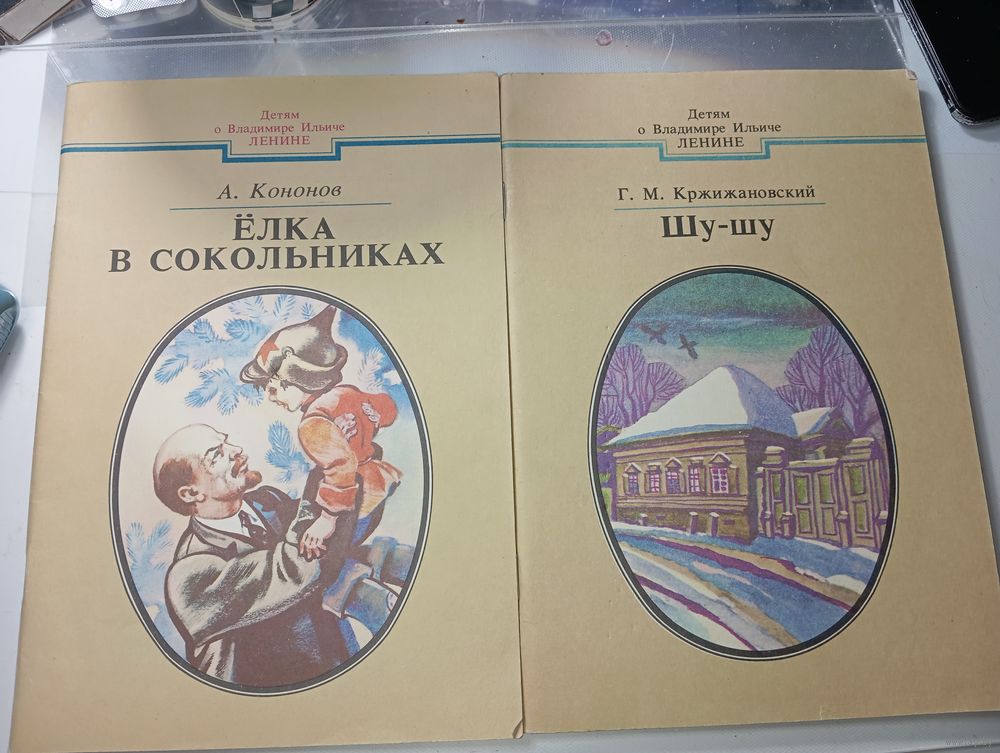 Детям
о Владимире Ильиче
ЛЕНИНЕ
А. Кононов
ЁЛКА
В СОКОЛЬНИКАХ
Детям
о Владимире Ильиче
ЛЕНИНЕ
Г. М. Кржижановский
Шу-шу